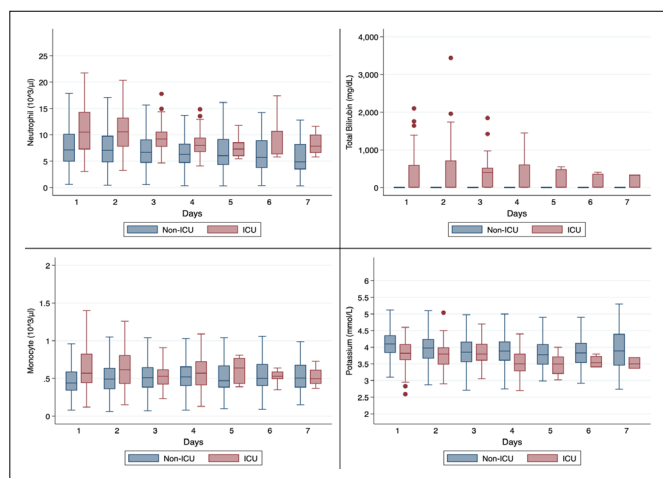 Neutrophil (10^3/µl)
25
20
15
10
5
0
1 2 3 4 5 6 7
Days
Non-ICU ICU
Total Bilirubin (mg/dL)
4,000
3,000
2,000
1,000
0
1 2 3 4 5 6 7
Days
Non-ICU ICU
Monocyte (10^3/µl)
2
1.5
1
.5
0
1 2 3 4 5 6 7
Days
Non-ICU ICU
Potassium (mmol/L)
6
5.5
5
4.5
4
3.5
3
2.5
2
1 2 3 4 5 6 7
Days
Non-ICU ICU